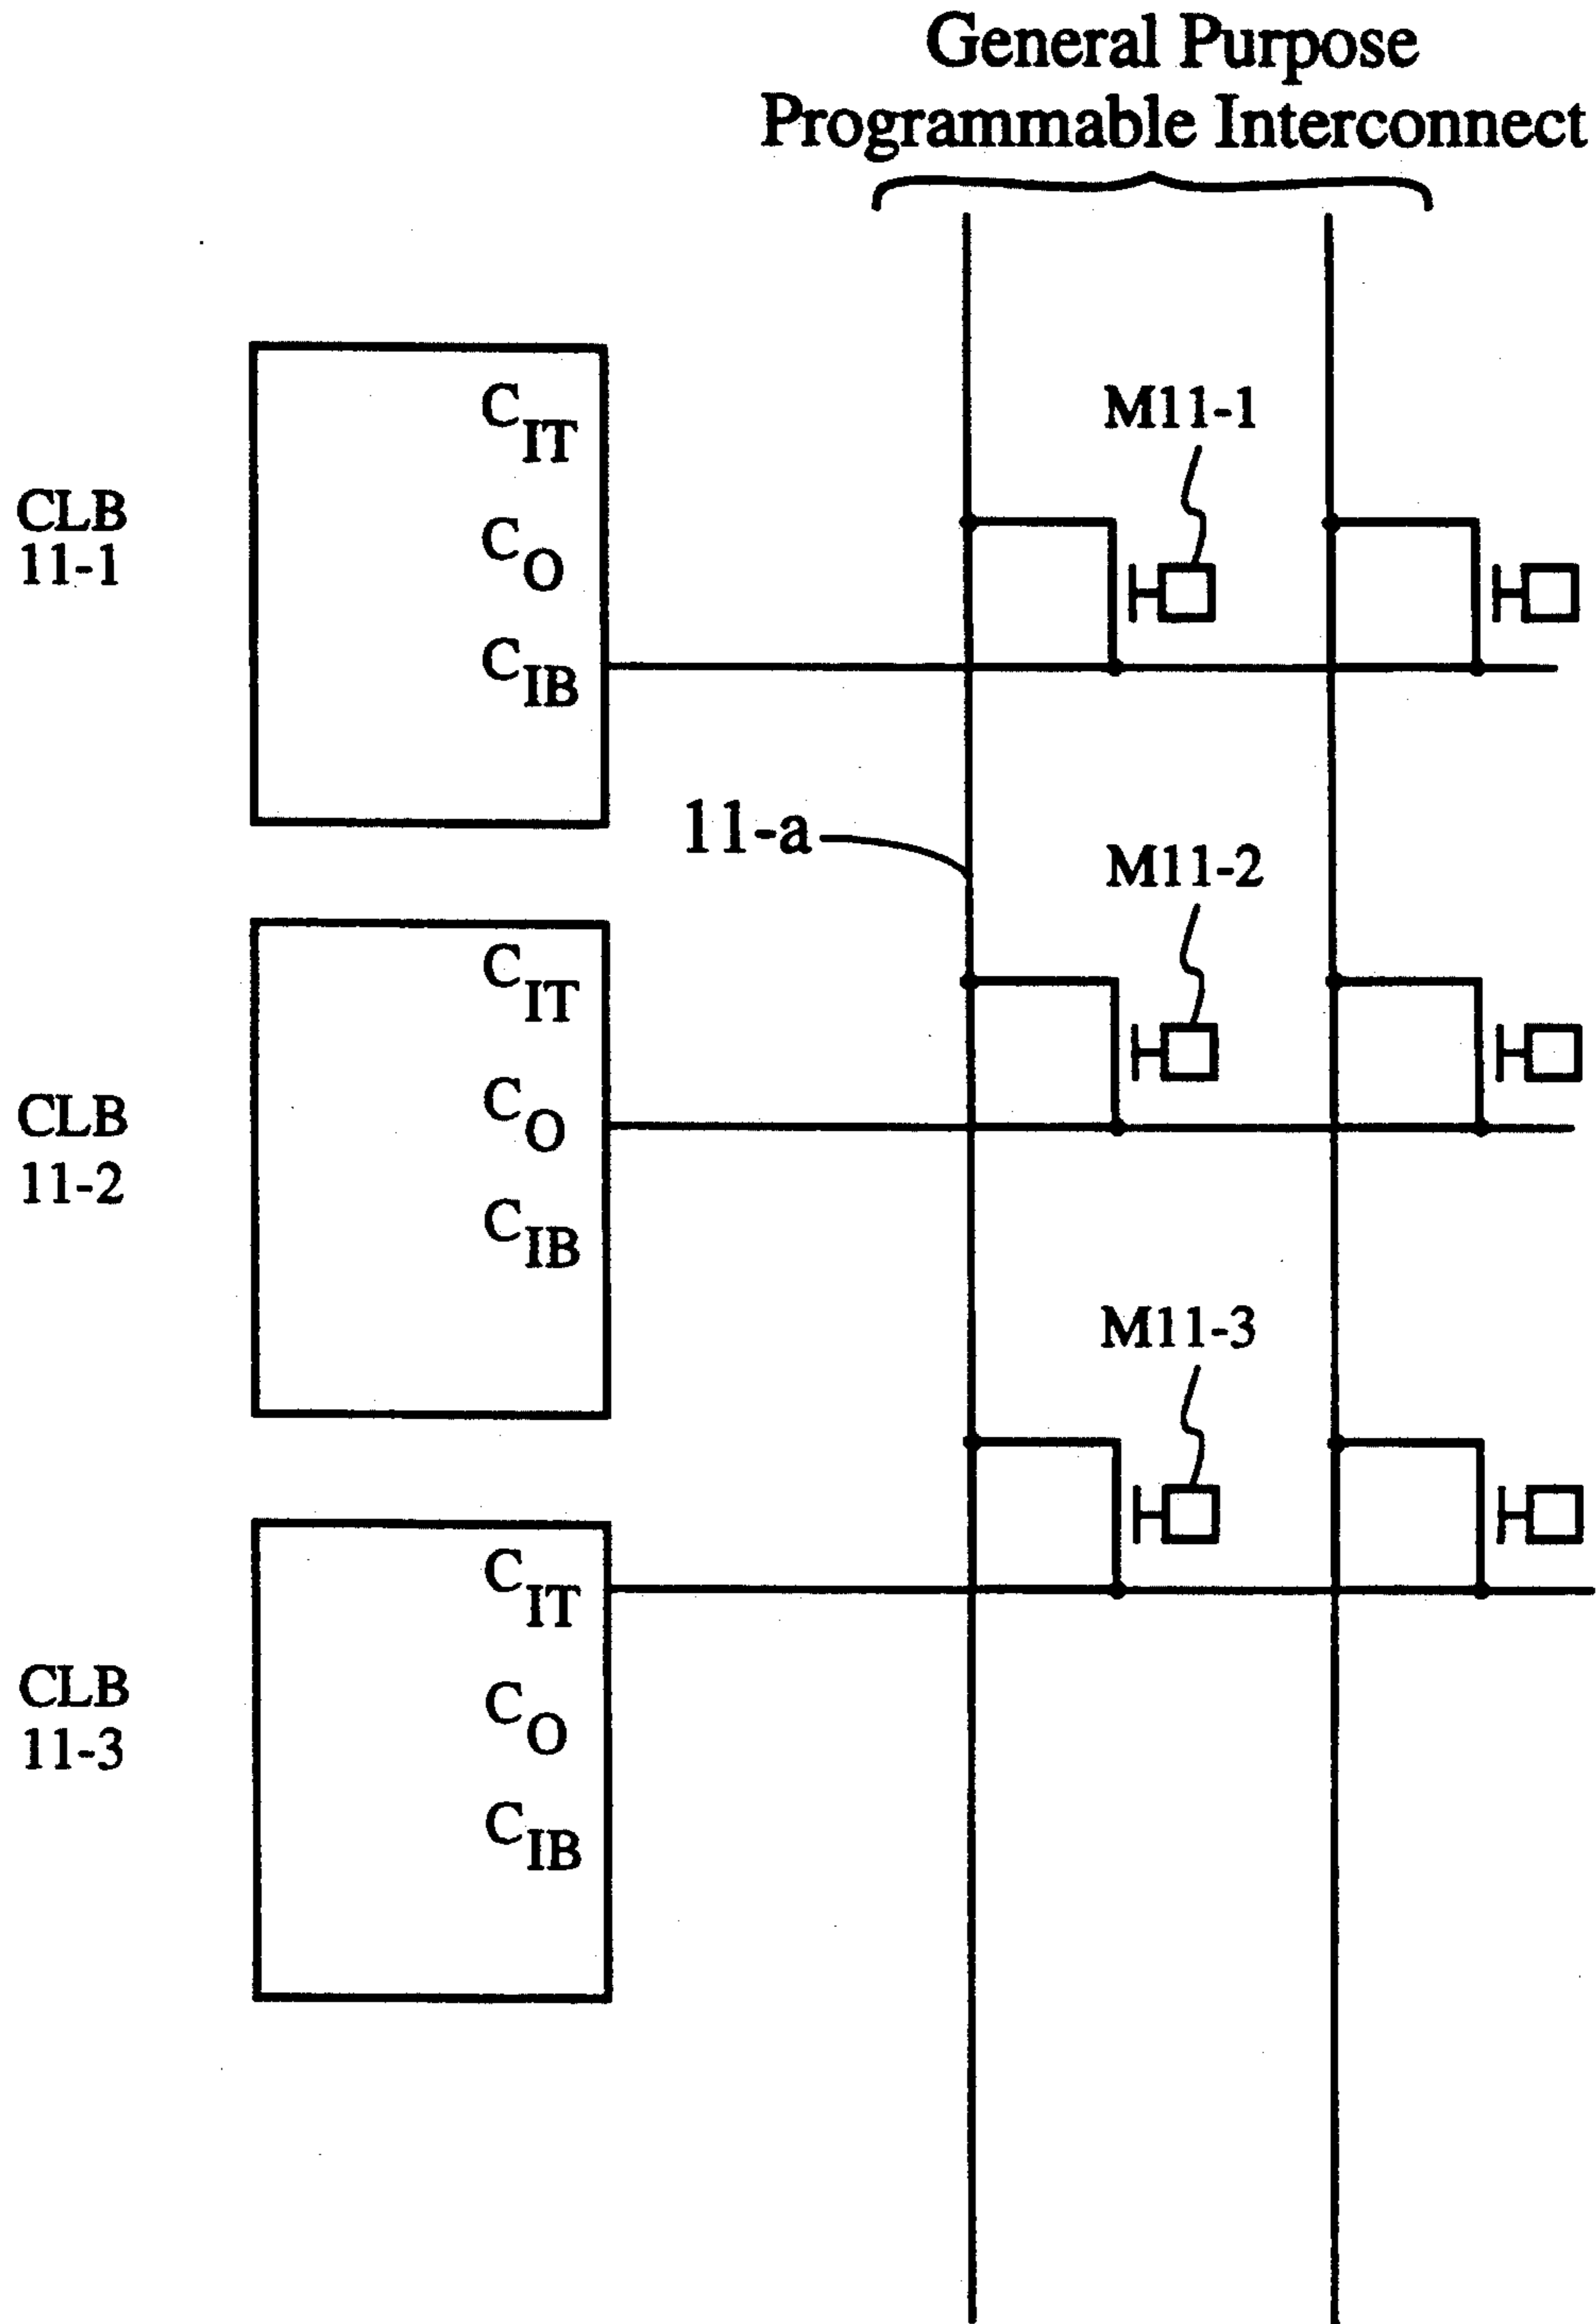 General Purpose
Programmable Interconnect
CLB
11-1
C_IT
C_O
C_IB
M11-1
11-a
CLB
11-2
C_IT
C_O
C_IB
M11-2
CLB
11-3
C_IT
C_O
C_IB
M11-3